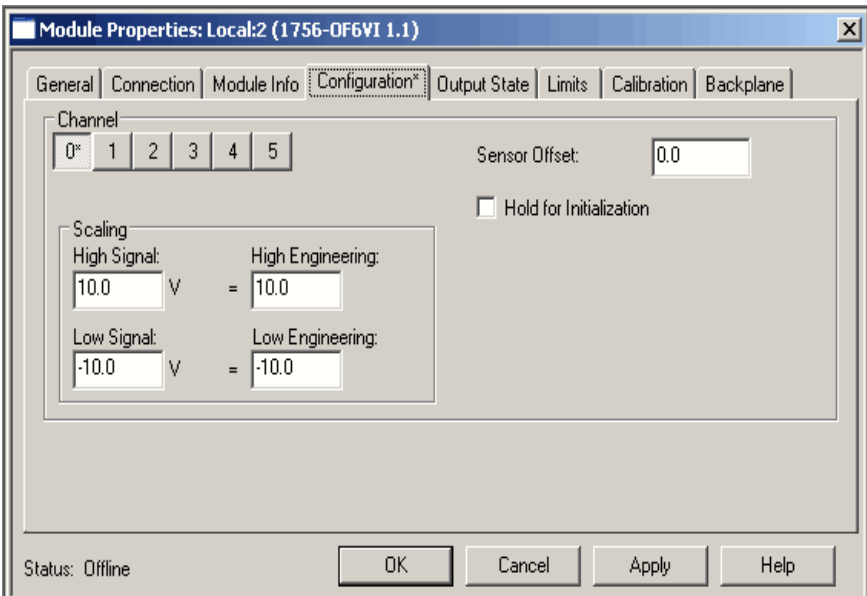 Module Properties: Local:2 (1756-OF6VI 1.1)
General Connection Module Info Configuration* Output State Limits Calibration Backplane
Channel
0* 1 2 3 4 5
Sensor Offset: 0.0
Hold for Initialization
Scaling
High Signal: High Engineering:
10.0 V = 10.0
Low Signal: Low Engineering:
-10.0 V = -10.0
Status: Offline OK Cancel Apply Help